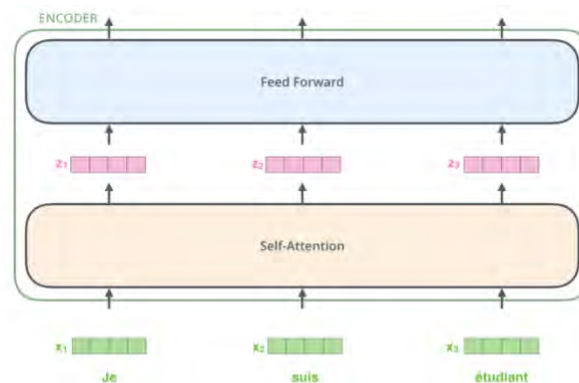 ENCODER
Feed Forward
z₁ z₂ z₃
Self-Attention
x₁ x₂ x₃
Je suis étudiant